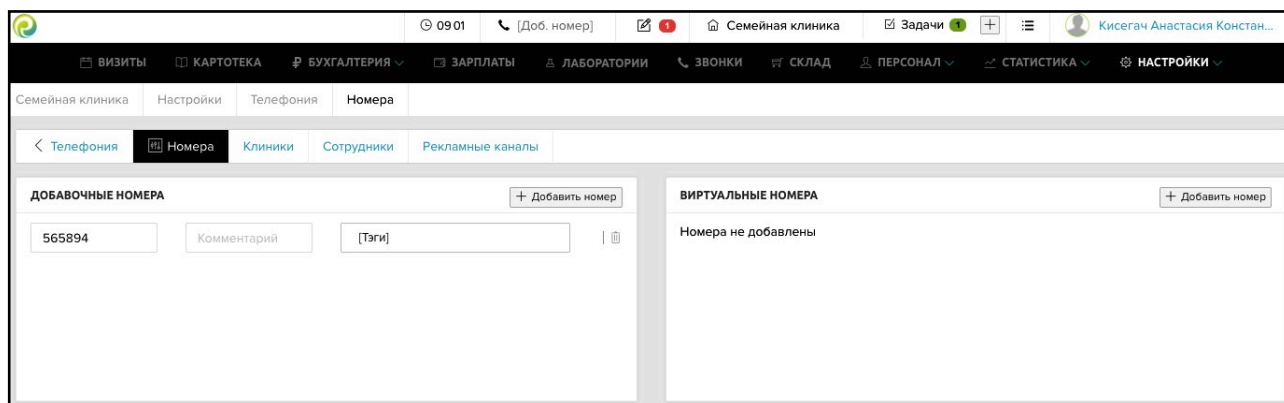 09 01 [Доб. номер] 1 Семейная клиника Задачи 1 Кисегач Анастасия Констан...
ВИЗИТЫ КАРТОТЕКА БУХГАЛТЕРИЯ ЗАРПЛАТЫ ЛАБОРАТОРИИ ЗВОНКИ СКЛАД ПЕРСОНАЛ СТАТИСТИКА НАСТРОЙКИ
Семейная клиника Настройки Телефония Номера
Телефония Номера Клиники Сотрудники Рекламные каналы
ДОБАВОЧНЫЕ НОМЕРА + Добавить номер
565894 Комментарий [Тэги]
ВИРТУАЛЬНЫЕ НОМЕРА + Добавить номер
Номера не добавлены